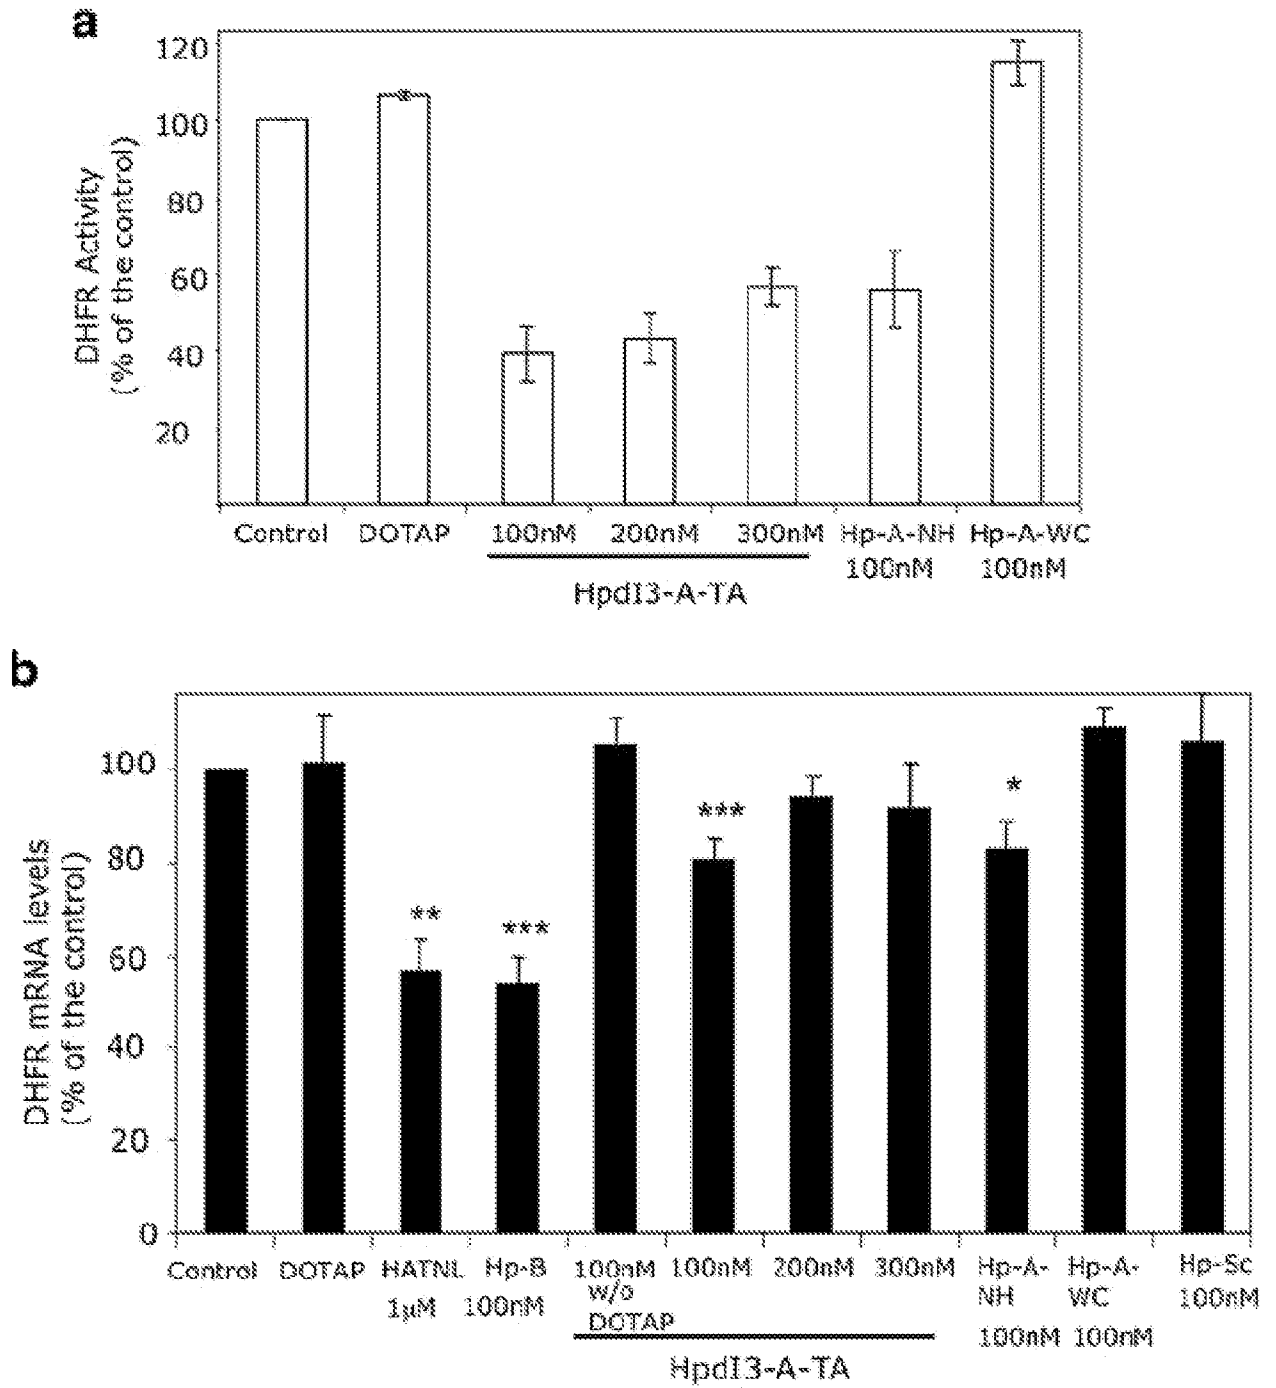 a
120
100
80
60
40
20
DHFR Activity
(% of the control)
Control DOTAP 100nM 200nM 300nM Hp-A-NH Hp-A-WC
100nM 100nM
HpdI3-A-TA
b
100
80
60
40
20
0
DHFR mRNA levels
(% of the control)
** *** *** *
Control DOTAP HATNL Hp-B 100nM 100nM 200nM 300nM Hp-A- Hp-A- Hp-Sc
1µM 100nM w/o NH WC 100nM
DOTAP 100nM 100nM
HpdI3-A-TA